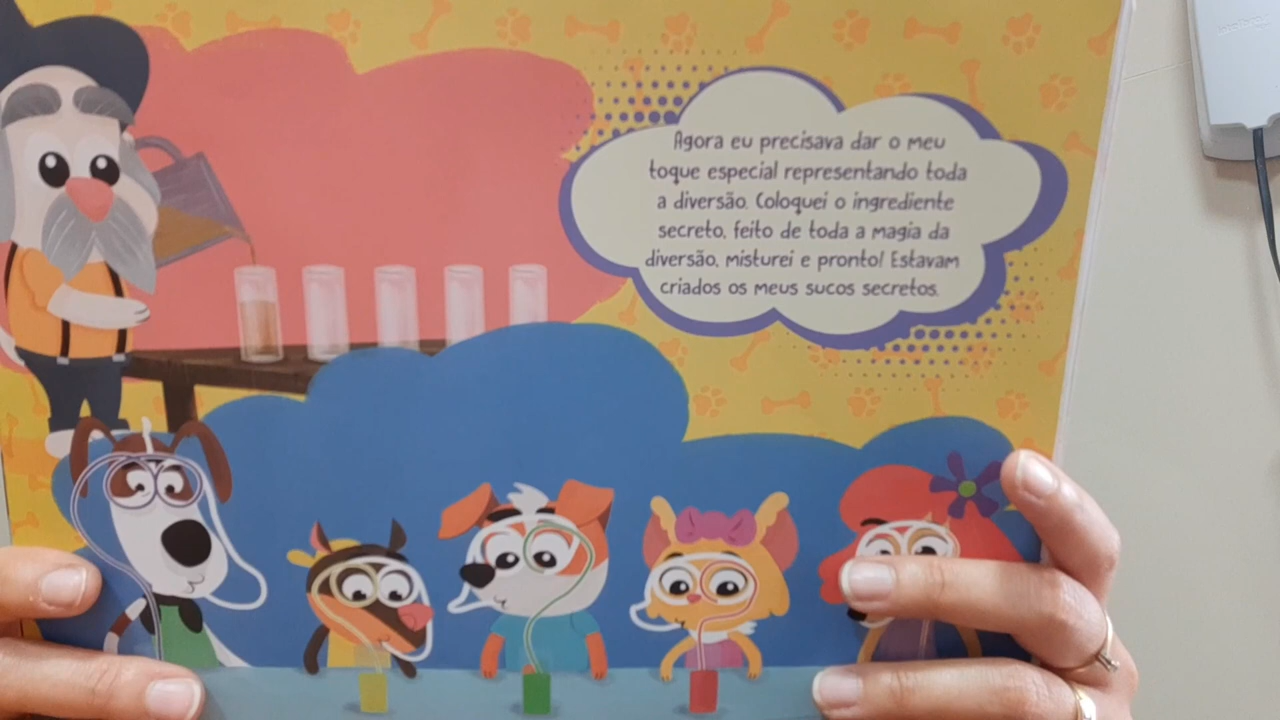 Agora eu precisava dar o meu
toque especial representando toda
a diversão. Coloquei o ingrediente
secreto, feito de toda a magia da
diversão, misturei e pronto! Estavam
criados os meus sucos secretos.